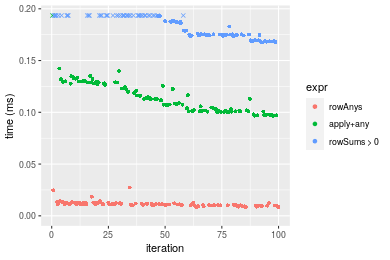 0.20
0.15
0.10
0.05
0.00
time (ms)
0
25
50
75
100
iteration
expr
rowAnys
apply+any
rowSums > 0